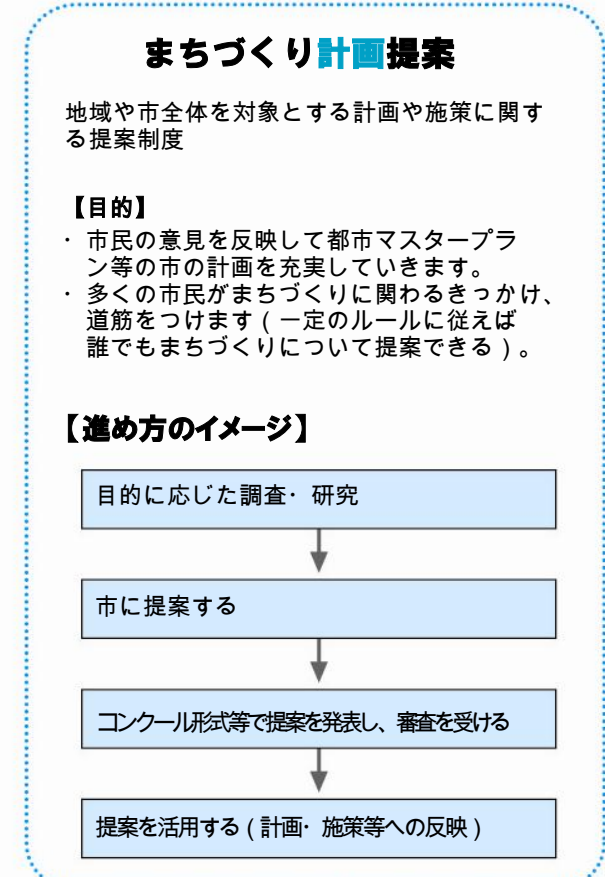 まちづくり計画提案
地域や市全体を対象とする計画や施策に関す
る提案制度
【目的】
・ 市民の意見を反映して都市マスタープラ
ン等の市の計画を充実していきます。
・ 多くの市民がまちづくりに関わるきっかけ、
道筋をつけます（一定のルールに従えば
誰でもまちづくりについて提案できる）。
【進め方のイメージ】
目的に応じた調査・ 研究
市に提案する
コンクール形式等で提案を発表し、審査を受ける
提案を活用する（計画・ 施策等への反映）